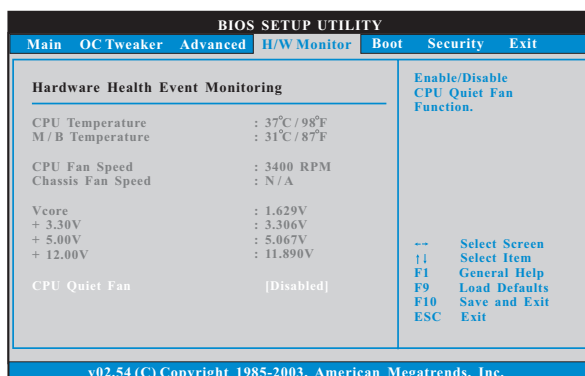 BIOS SETUP UTILITY
Main OC Tweaker Advanced H/W Monitor Boot Security Exit
Hardware Health Event Monitoring
CPU Temperature : 37°C / 98°F
M / B Temperature : 31°C / 87°F
CPU Fan Speed : 3400 RPM
Chassis Fan Speed : N / A
Vcore : 1.629V
+ 3.30V : 3.306V
+ 5.00V : 5.067V
+ 12.00V : 11.890V
CPU Quiet Fan [Disabled]
Enable/Disable
CPU Quiet Fan
Function.
←→ Select Screen
↑↓ Select Item
F1 General Help
F9 Load Defaults
F10 Save and Exit
ESC Exit
v02.54 (C) Copyright 1985-2003, American Megatrends, Inc.